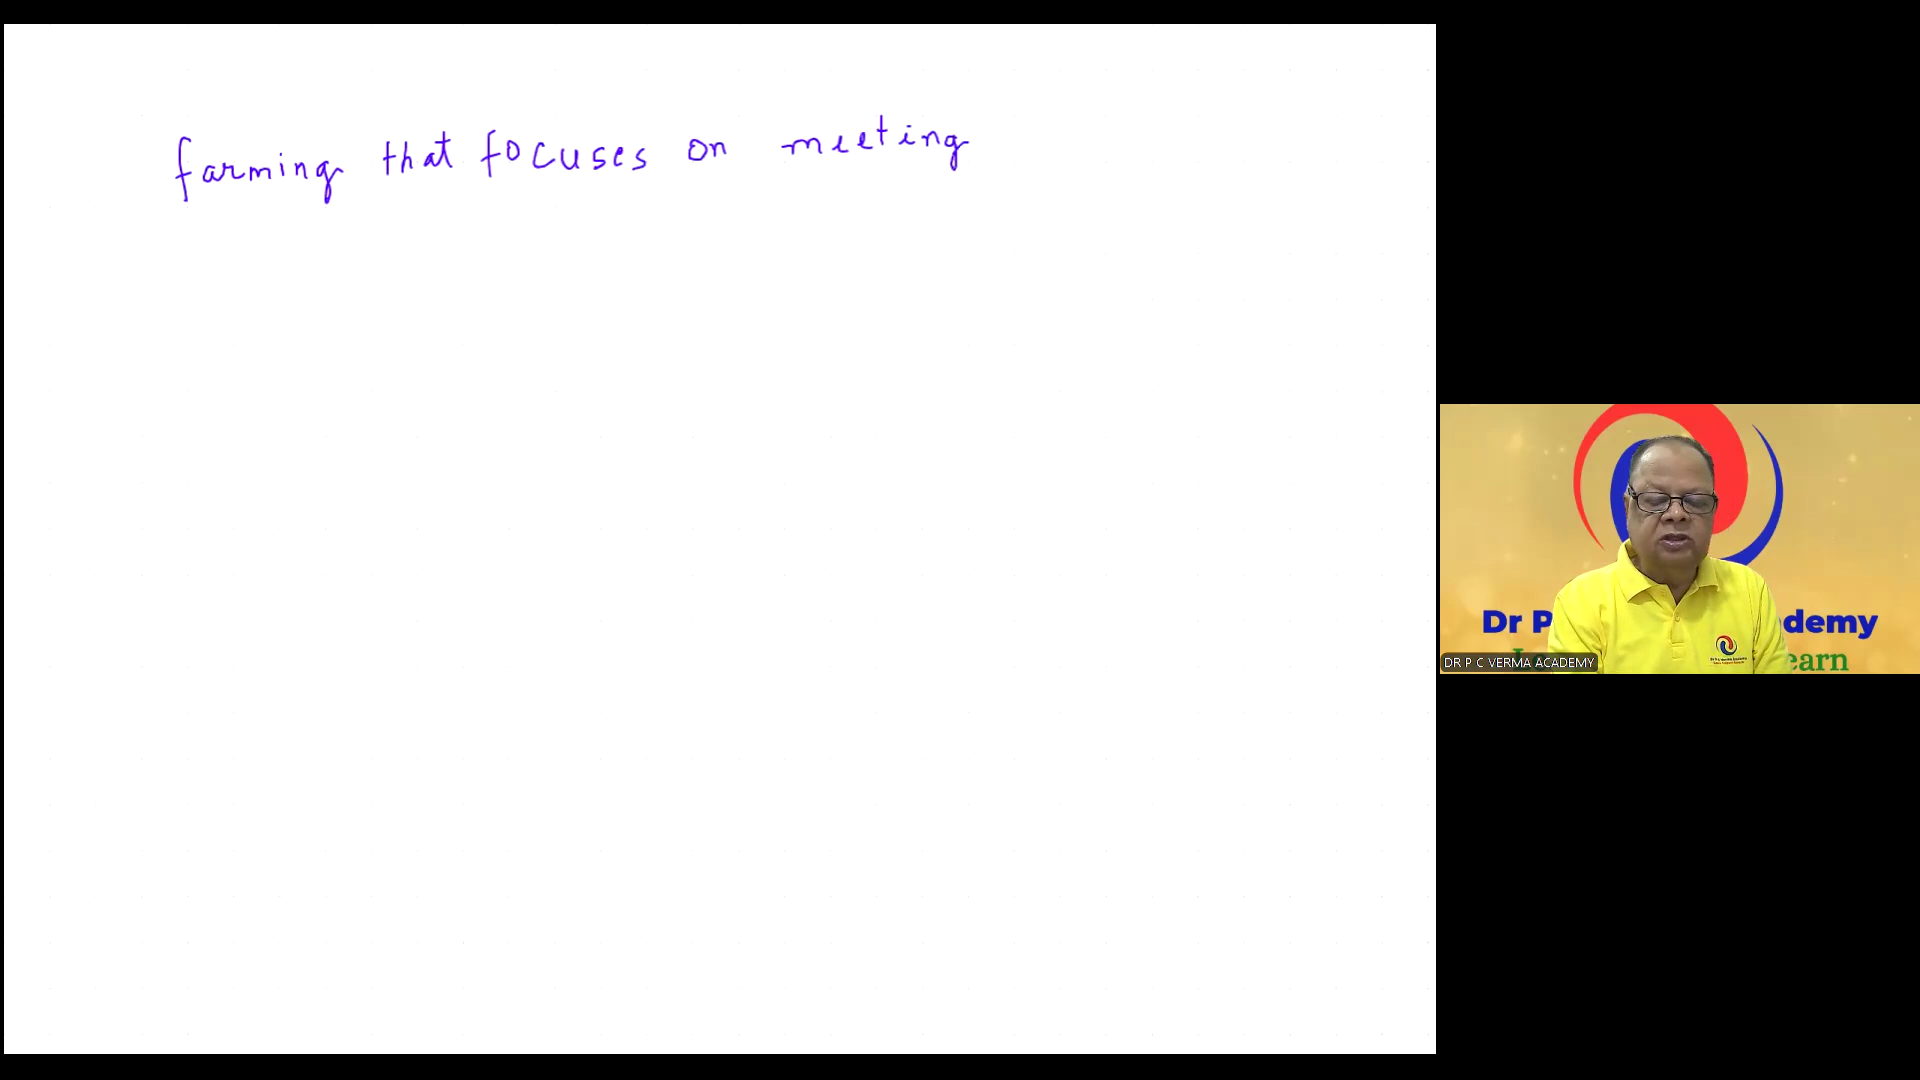 farming that focuses on meeting
Dr P demy
earn
DR P C VERMA ACADEMY